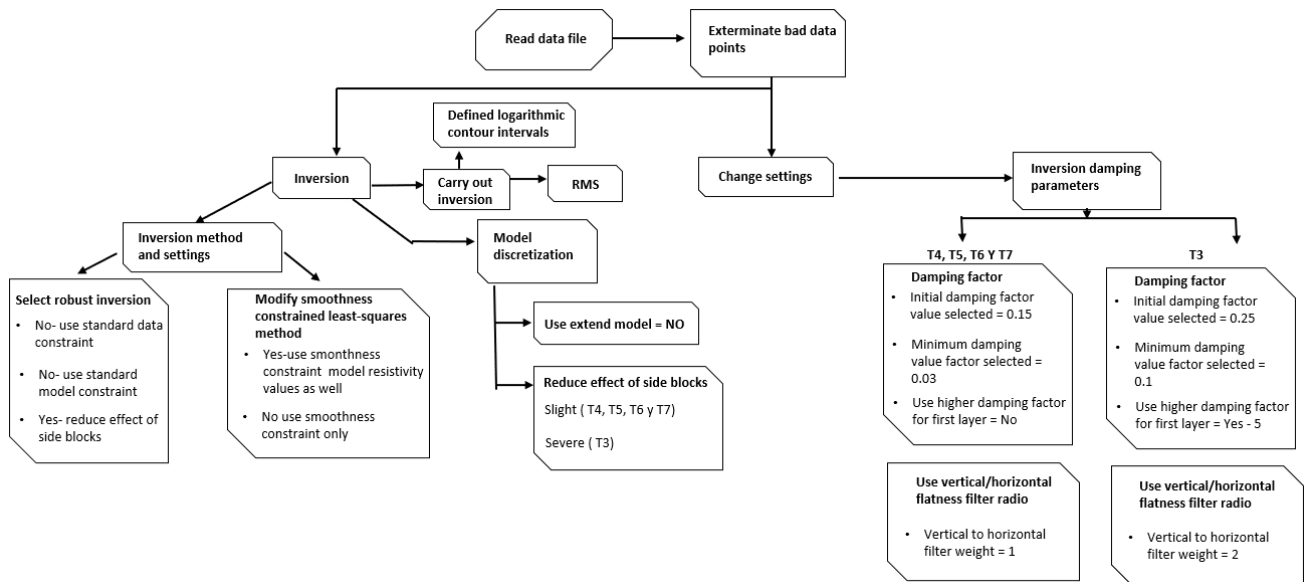 Read data file
Exterminate bad data
points
Defined logarithmic
contour intervals
Inversion
Carry out
inversion
RMS
Change settings
Inversion damping
parameters
Inversion method
and settings
Model
discretization
Select robust inversion
• No- use standard data
constraint
• No- use standard
model constraint
• Yes- reduce effect of
side blocks
Modify smoothness
constrained least-squares
method
• Yes-use smonthness
constraint model resistivity
values as well
• No use smoothness
constraint only
Use extend model = NO
Reduce effect of side blocks
Slight ( T4, T5, T6 y T7)
Severe ( T3)
T4, T5, T6 Y T7
Damping factor
• Initial damping factor
value selected = 0.15
• Minimum damping
value factor selected =
0.03
• Use higher damping factor
for first layer = No
Use vertical/horizontal
flatness filter radio
• Vertical to horizontal
filter weight = 1
T3
Damping factor
• Initial damping factor
value selected = 0.25
• Minimum damping
value factor selected =
0.1
• Use higher damping factor
for first layer = Yes - 5
Use vertical/horizontal
flatness filter radio
• Vertical to horizontal
filter weight = 2